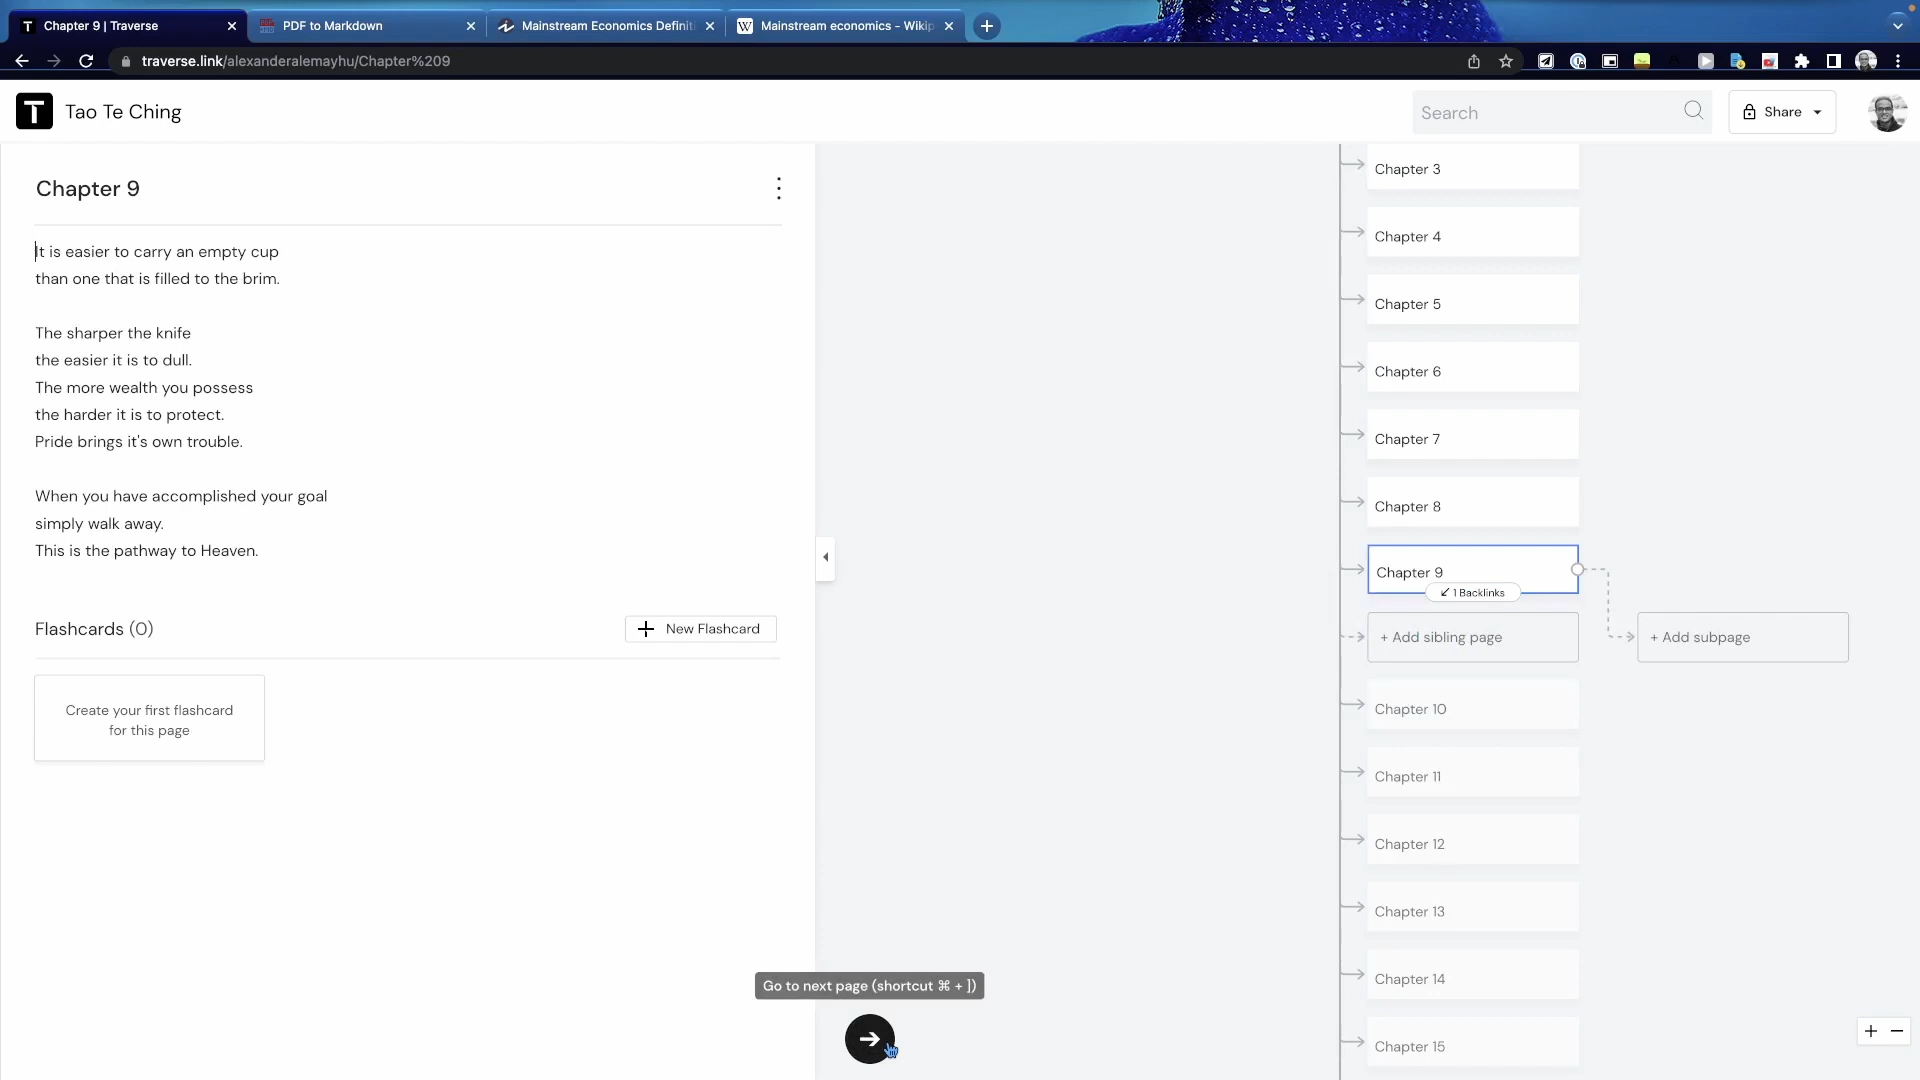 Chapter 9 | Traverse
PDF to Markdown
Mainstream Economics Definiti
Mainstream economics - Wikip
traverse.link/alexanderalemayhu/Chapter%209
T Tao Te Ching
Search
Share
Chapter 9
It is easier to carry an empty cup
than one that is filled to the brim.
The sharper the knife
the easier it is to dull.
The more wealth you possess
the harder it is to protect.
Pride brings it's own trouble.
When you have accomplished your goal
simply walk away.
This is the pathway to Heaven.
Flashcards (0)
+ New Flashcard
Create your first flashcard
for this page
Go to next page (shortcut ⌘ + ])
Chapter 3
Chapter 4
Chapter 5
Chapter 6
Chapter 7
Chapter 8
Chapter 9
↙ 1 Backlinks
+ Add sibling page
+ Add subpage
Chapter 10
Chapter 11
Chapter 12
Chapter 13
Chapter 14
Chapter 15